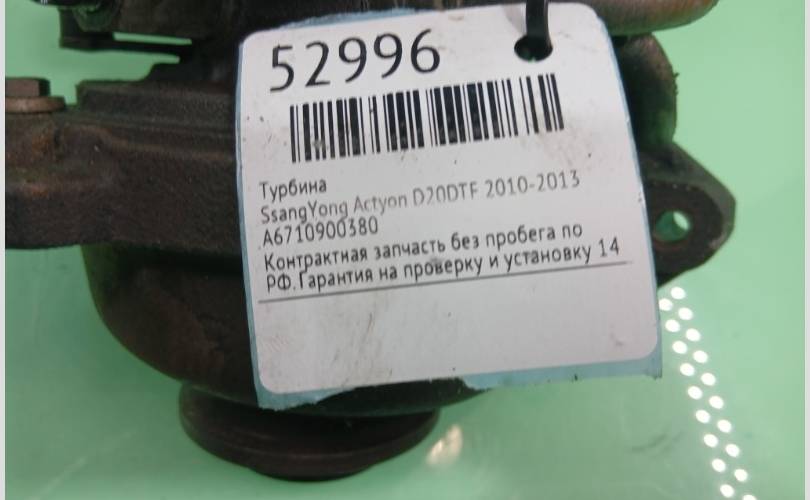 52996
Турбина
SsangYong Actyon D20DTF 2010-2013
A6710900380
Контрактная запчасть без пробега по
РФ. Гарантия на проверку и установку 14